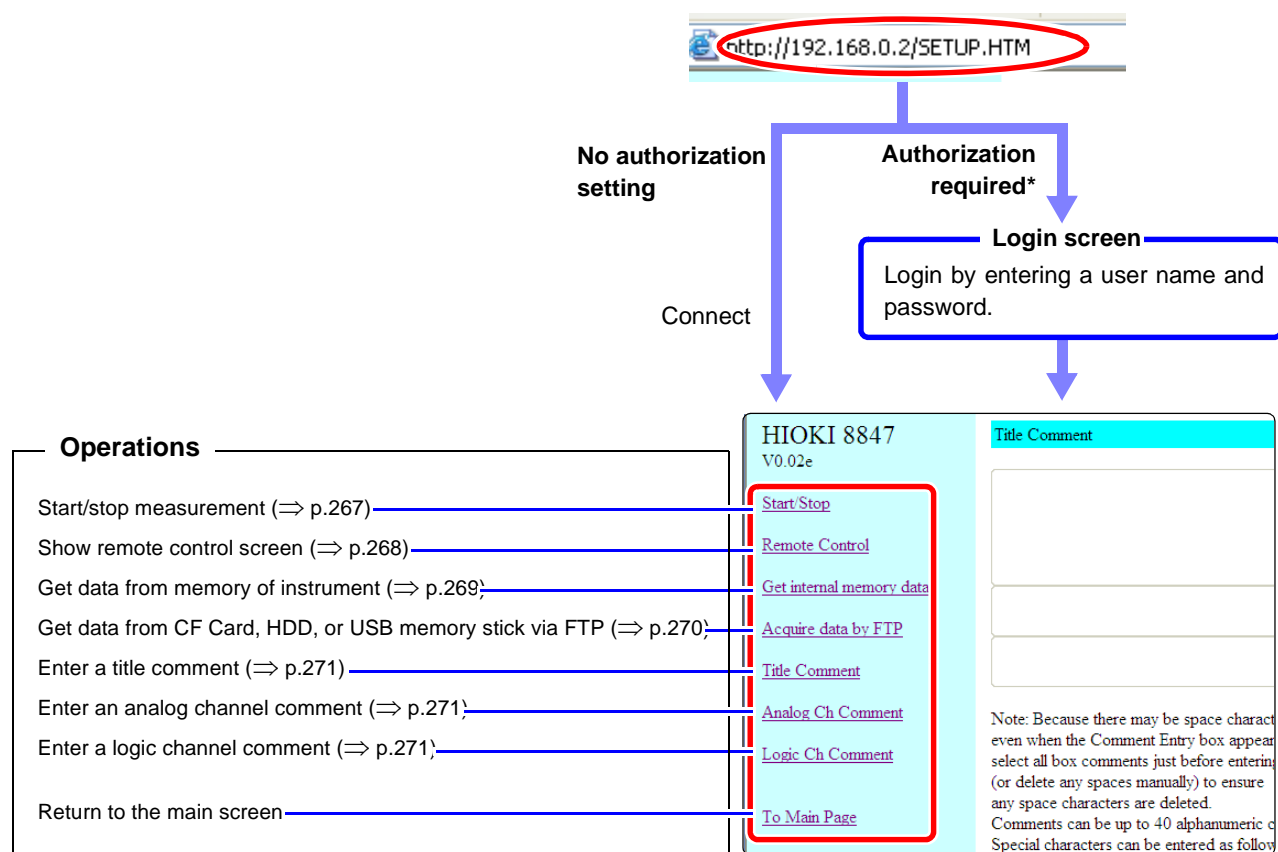 http://192.168.0.2/SETUP.HTM
No authorization
setting
Authorization
required*
Login screen
Login by entering a user name and
password.
Connect
Operations
Start/stop measurement (⇒ p.267)
Show remote control screen (⇒ p.268)
Get data from memory of instrument (⇒ p.269)
Get data from CF Card, HDD, or USB memory stick via FTP (⇒ p.270)
Enter a title comment (⇒ p.271)
Enter an analog channel comment (⇒ p.271)
Enter a logic channel comment (⇒ p.271)
Return to the main screen
HIOKI 8847
V0.02e
Start/Stop
Remote Control
Get internal memory data
Acquire data by FTP
Title Comment
Analog Ch Comment
Logic Ch Comment
To Main Page
Title Comment
Note: Because there may be space charact
even when the Comment Entry box appear
select all box comments just before entering
(or delete any spaces manually) to ensure
any space characters are deleted.
Comments can be up to 40 alphanumeric c
Special characters can be entered as follow